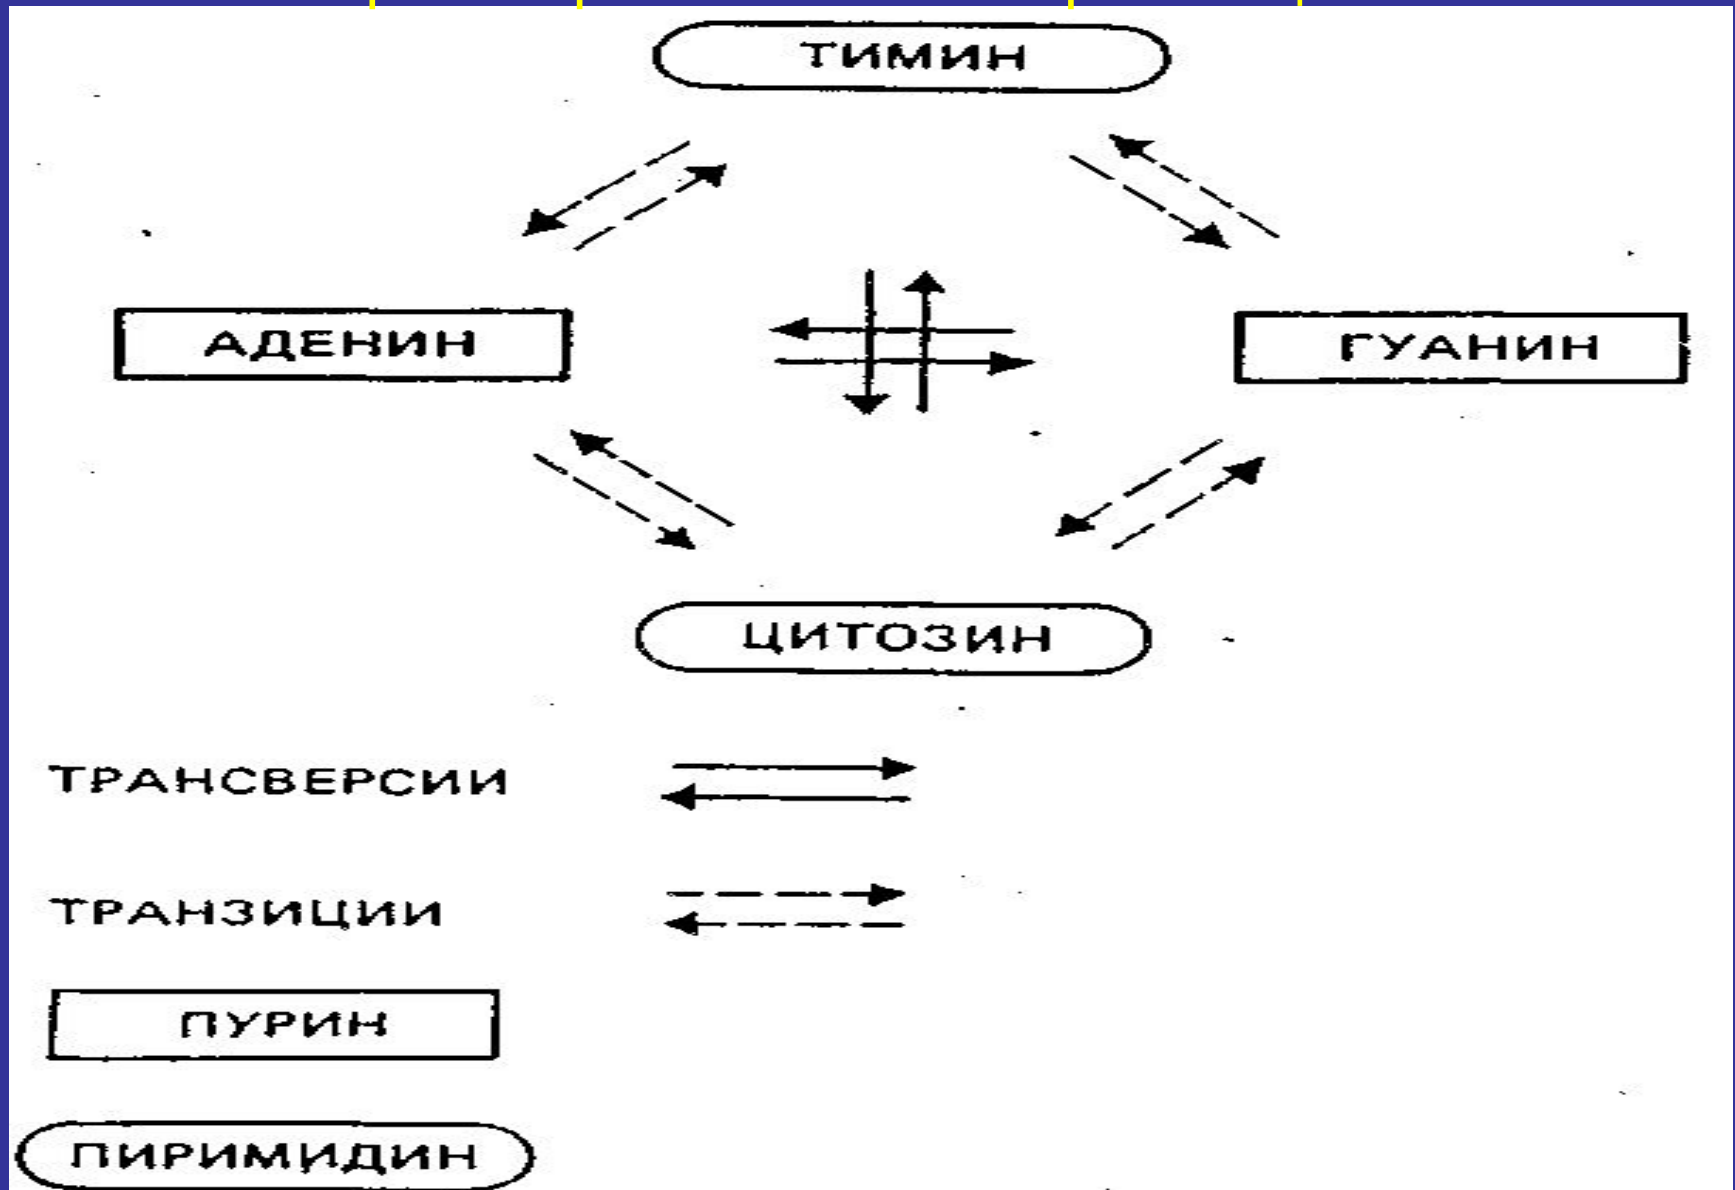 ТИМИН
АДЕНИН
ГУАНИН
ЦИТОЗИН
ТРАНСВЕРСИИ
ТРАНЗИЦИИ
ПУРИН
ПИРИМИДИН